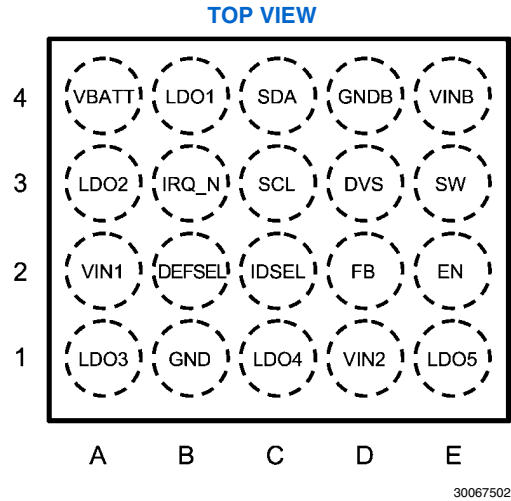 TOP VIEW
4 VBATT LDO1 SDA GNDB VINB
3 LDO2 IRQ_N SCL DVS SW
2 VIN1 DEFSEL IDSEL FB EN
1 LDO3 GND LDO4 VIN2 LDO5
A B C D E
30067502